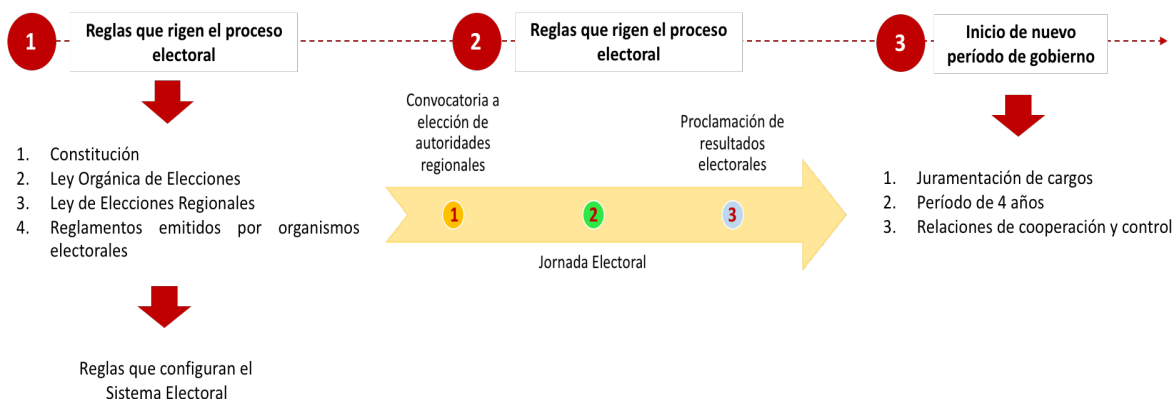 1
Reglas que rigen el proceso
electoral
1. Constitución
2. Ley Orgánica de Elecciones
3. Ley de Elecciones Regionales
4. Reglamentos emitidos por organismos
electorales
Reglas que configuran el
Sistema Electoral
2
Reglas que rigen el proceso
electoral
Convocatoria a
elección de
autoridades
regionales
Proclamación de
resultados
electorales
1
2
3
Jornada Electoral
3
Inicio de nuevo
período de gobierno
1. Juramentación de cargos
2. Período de 4 años
3. Relaciones de cooperación y control